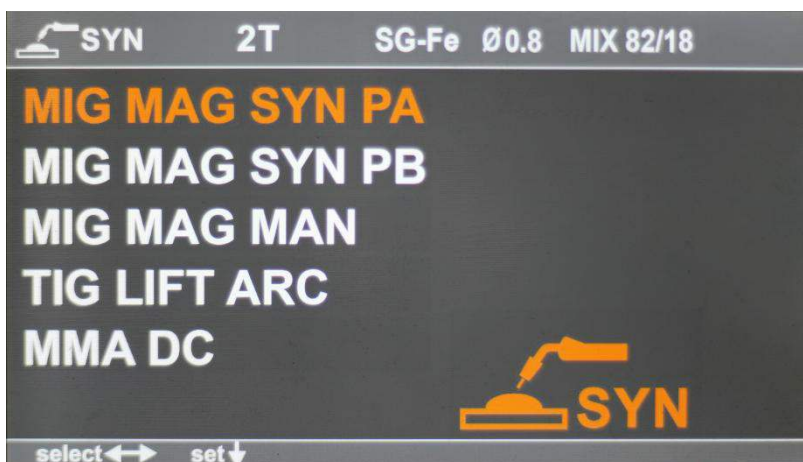 SYN 2T SG-Fe Ø0.8 MIX 82/18
MIG MAG SYN PA
MIG MAG SYN PB
MIG MAG MAN
TIG LIFT ARC
MMA DC
SYN
select set